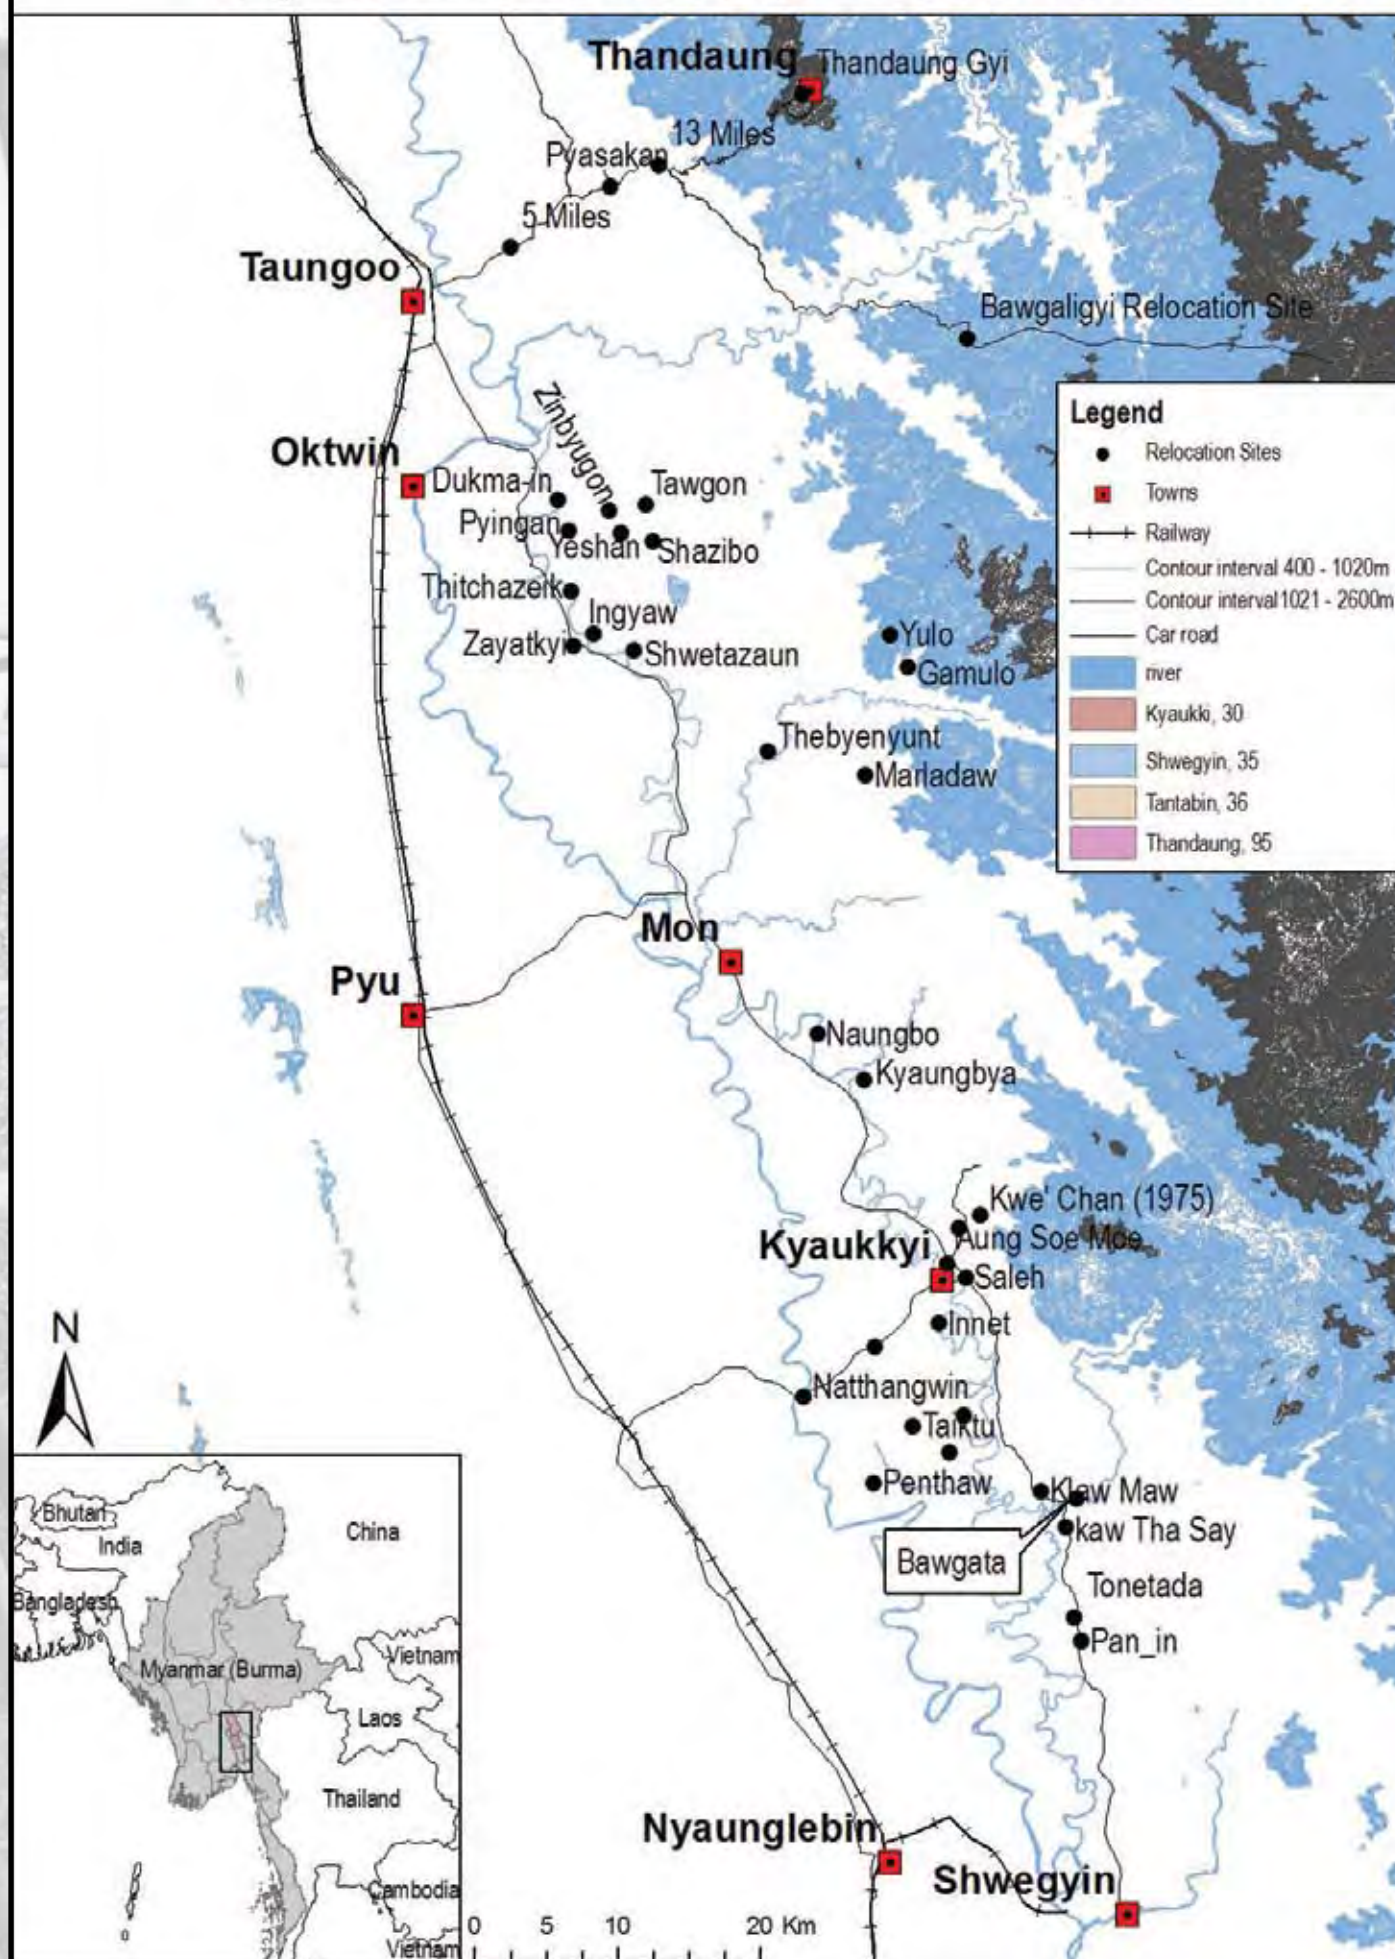 Thandaung
Thandaung Gyi
13 Miles
Pyasakan
5 Miles
Taungoo
Bawgaligyi Relocation Site
Zinbyugon
Legend
Relocation Sites
Towns
Railway
Contour interval 400 - 1020m
Contour interval 1021 - 2600m
Car road
river
Kyaukki, 30
Shwegyin, 35
Tantabin, 36
Thandaung, 95
Oktwin
Dukma-in
Tawgon
Pyingan
Yeshan
Shazibo
Thitchazeik
Ingyaw
Zayatkyi
Shwetazaun
Yulo
Gamulo
Thebyenyunt
Marladaw
Mon
Pyu
Naungbo
Kyaungbya
Kwe' Chan (1975)
Kyaukkyi
Aung Soe Moe
Saleh
Innet
N
Natthangwin
Taiktu
Penthaw
Klaw Maw
kaw Tha Say
Bawgata
Tonetada
Pan_in
Bhutan
China
India
Bangladesh
Vietnam
Myanmar (Burma)
Laos
Thailand
Cambodia
Vietnam
Nyaunglebin
Shwegyin
0 5 10 20 Km